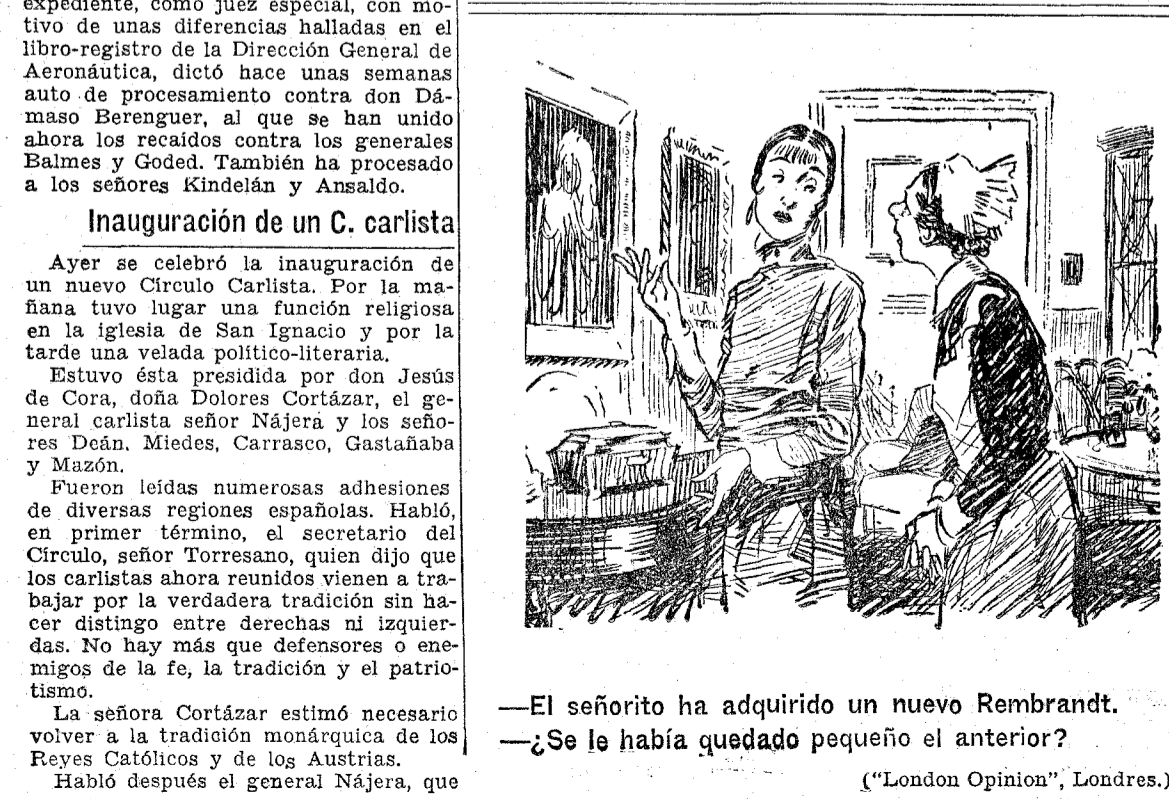 expediente, como juez especial, con mo-
tivo de unas diferencias halladas en el
libro-registro de la Dirección General de
Aeronáutica, dictó hace unas semanas
auto de procesamiento contra don Dá-
maso Berenguer, al que se han unido
ahora los recaídos contra los generales
Balmes y Goded. También ha procesado
a los señores Kindelán y Ansaldo.
Inauguración de un C. carlista
Ayer se celebró la inauguración de
un nuevo Círculo Carlista. Por la ma-
ñana tuvo lugar una función religiosa
en la iglesia de San Ignacio y por la
tarde una velada político-literaria.
Estuvo ésta presidida por don Jesús
de Cora, doña Dolores Cortázar, el ge-
neral carlista señor Nájera y los seño-
res Deán, Miedes, Carrasco, Gastañaba
y Mazón.
Fueron leídas numerosas adhesiones
de diversas regiones españolas. Habló,
en primer término, el secretario del
Círculo, señor Torresano, quien dijo que
los carlistas ahora reunidos vienen a tra-
bajar por la verdadera tradición sin ha-
cer distingo entre derechas ni izquier-
das. No hay más que defensores o ene-
migos de la fe, la tradición y el patrio-
tismo.
La señora Cortázar estimó necesario
volver a la tradición monárquica de los
Reyes Católicos y de los Austrias.
Habló después el general Nájera, que
—El señorito ha adquirido un nuevo Rembrandt.
—¿Se le había quedado pequeño el anterior?
("London Opinion", Londres.)